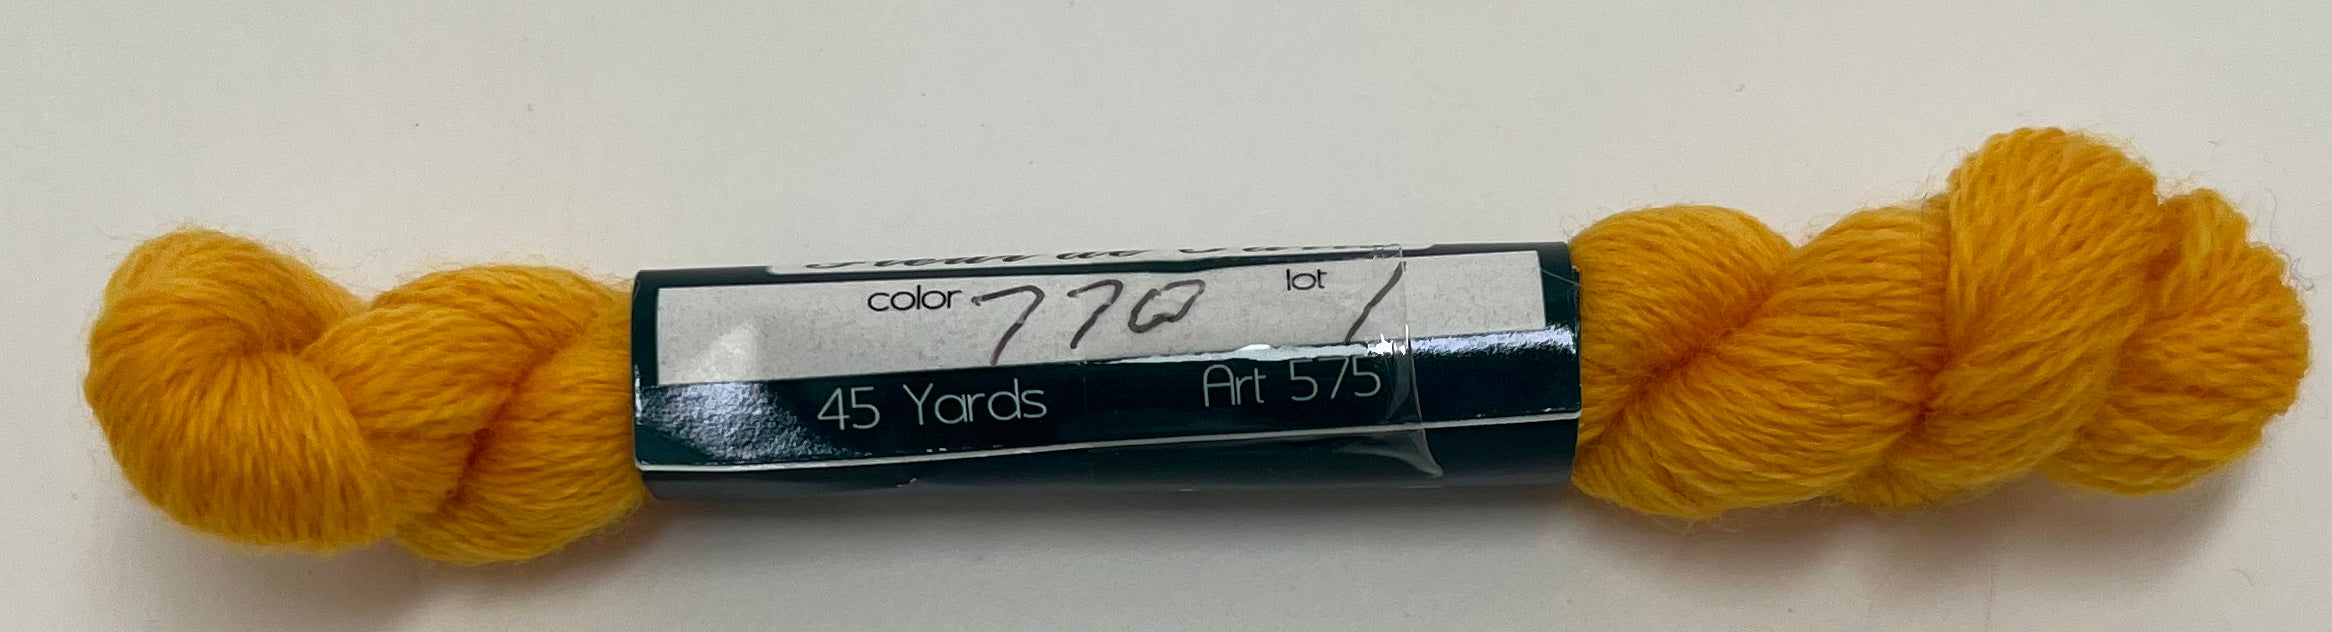 color 770 lot 1
45 Yards Art 575